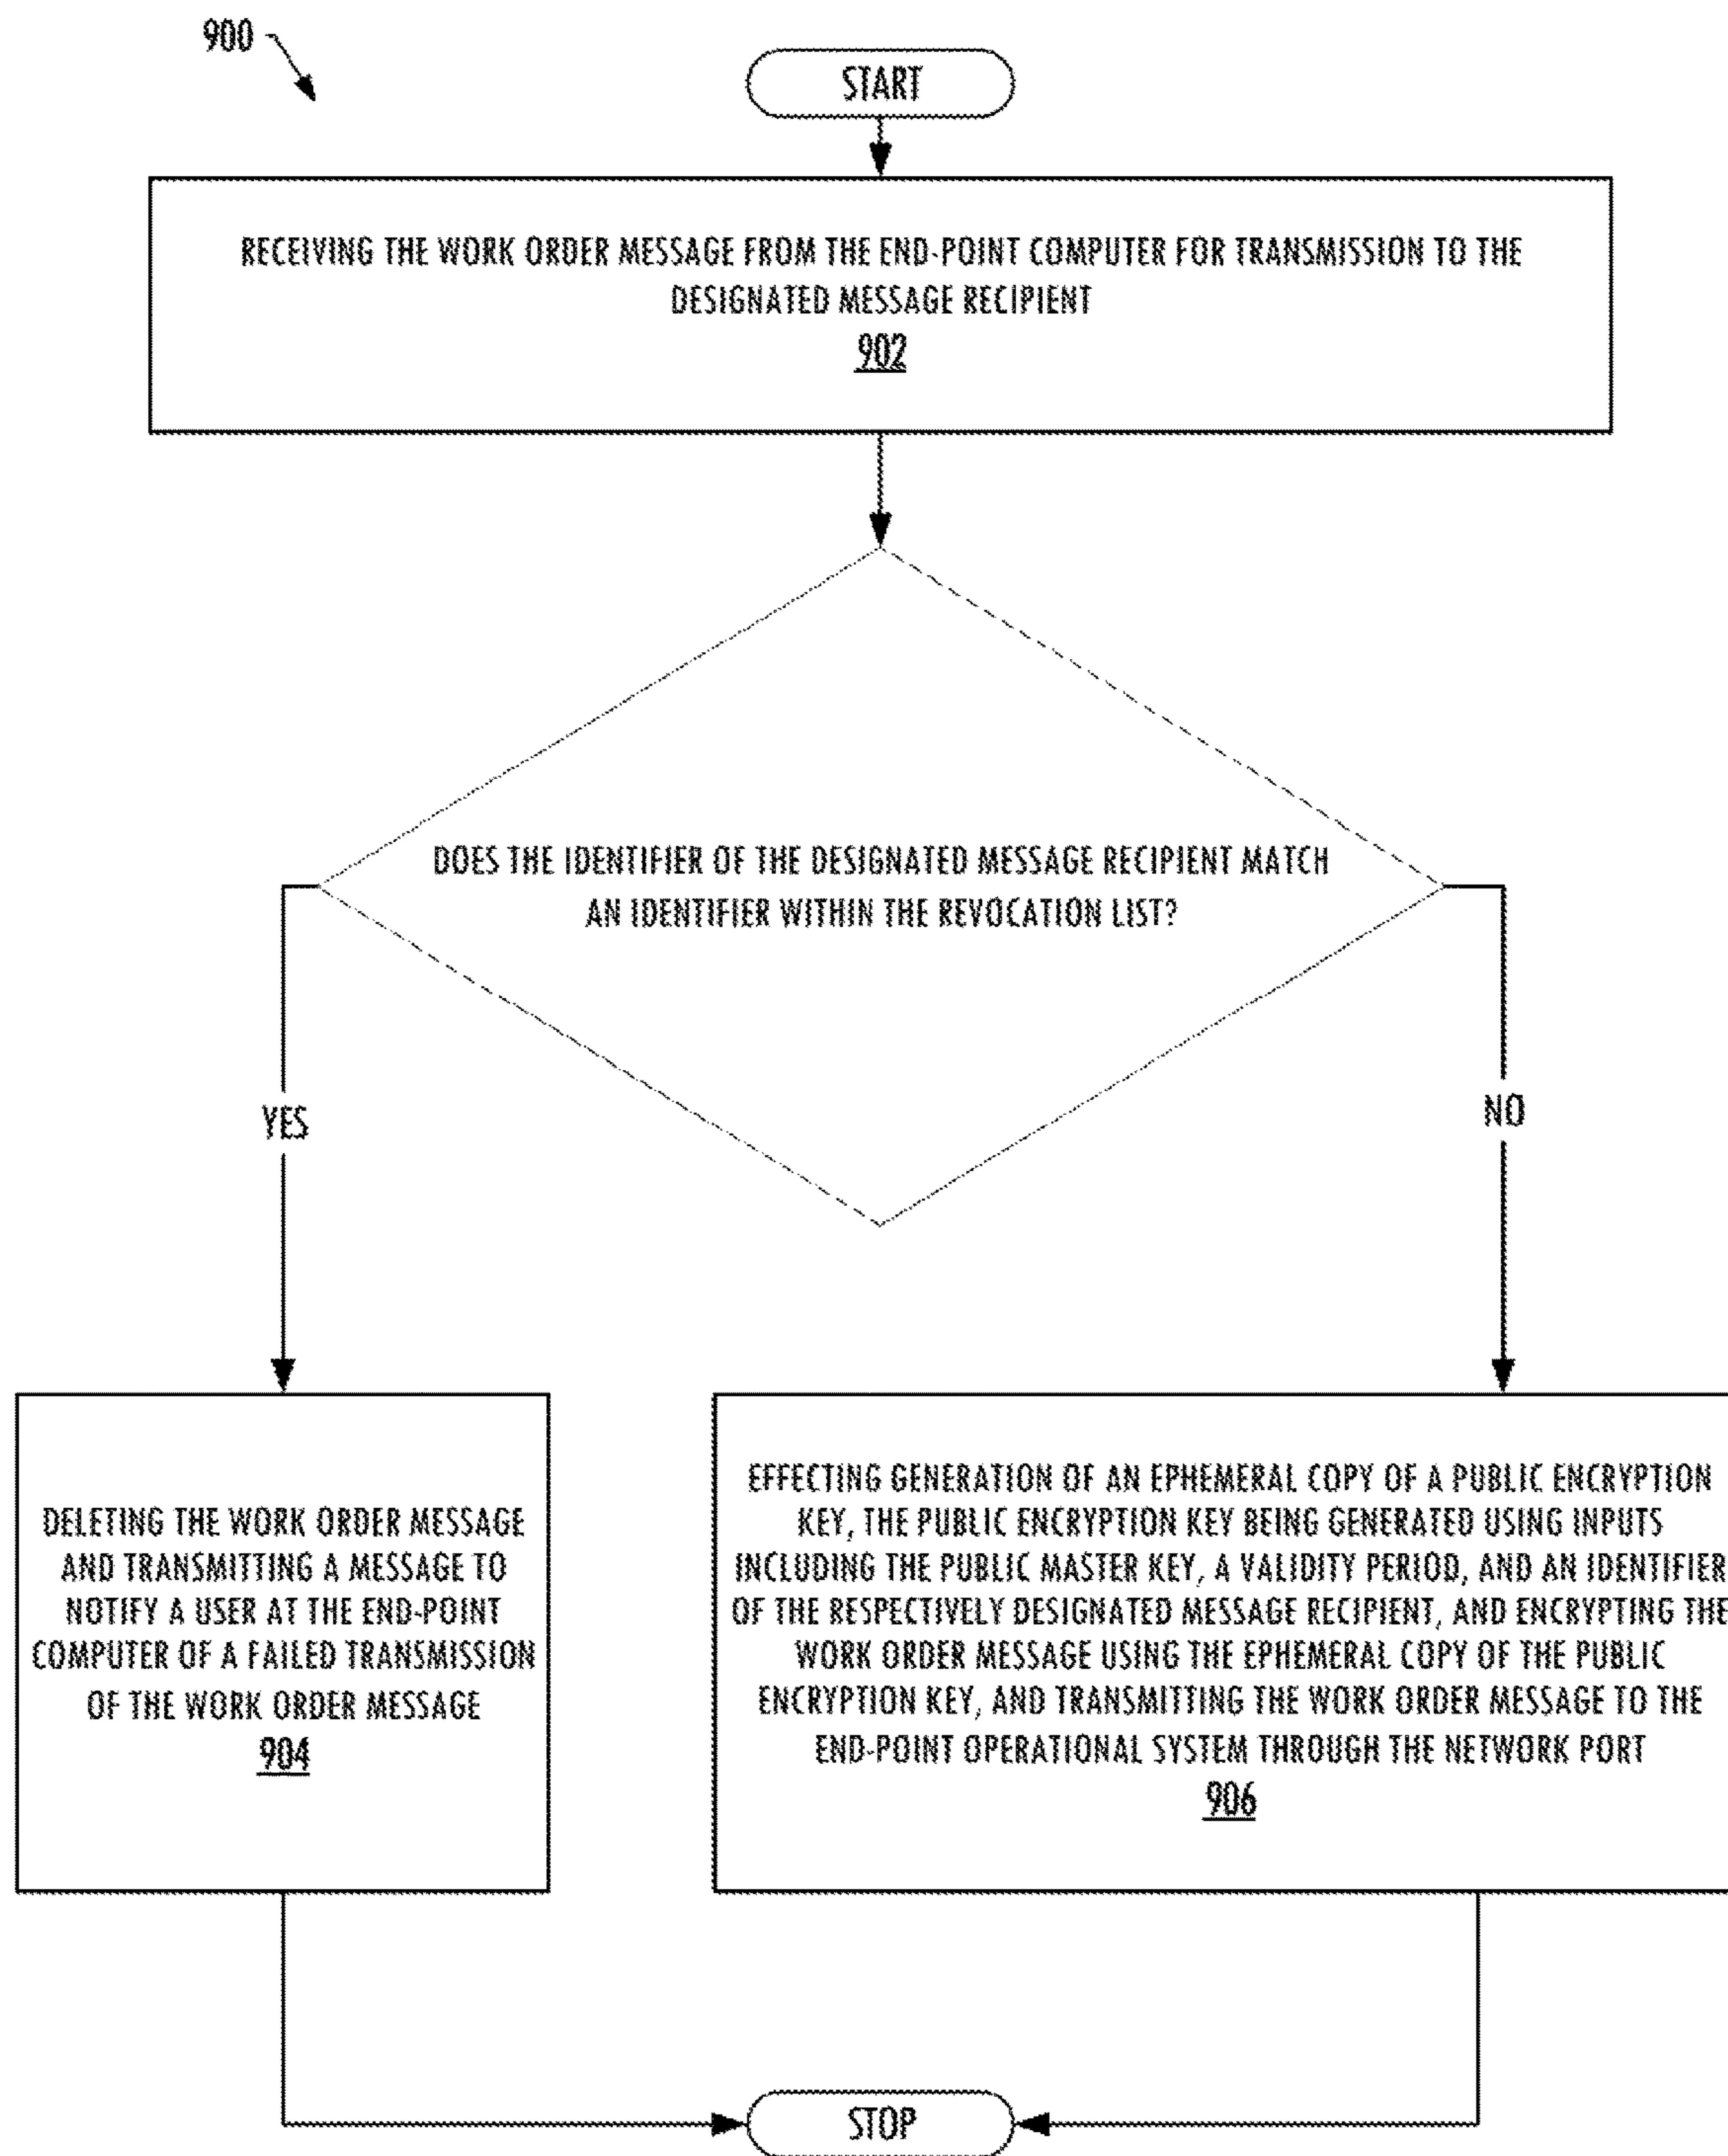 900
START
RECEIVING THE WORK ORDER MESSAGE FROM THE END-POINT COMPUTER FOR TRANSMISSION TO THE
DESIGNATED MESSAGE RECIPIENT
902
DOES THE IDENTIFIER OF THE DESIGNATED MESSAGE RECIPIENT MATCH
AN IDENTIFIER WITHIN THE REVOCATION LIST?
YES
NO
DELETING THE WORK ORDER MESSAGE
AND TRANSMITTING A MESSAGE TO
NOTIFY A USER AT THE END-POINT
COMPUTER OF A FAILED TRANSMISSION
OF THE WORK ORDER MESSAGE
904
EFFECTING GENERATION OF AN EPHEMERAL COPY OF A PUBLIC ENCRYPTION
KEY, THE PUBLIC ENCRYPTION KEY BEING GENERATED USING INPUTS
INCLUDING THE PUBLIC MASTER KEY, A VALIDITY PERIOD, AND AN IDENTIFIER
OF THE RESPECTIVELY DESIGNATED MESSAGE RECIPIENT, AND ENCRYPTING THE
WORK ORDER MESSAGE USING THE EPHEMERAL COPY OF THE PUBLIC
ENCRYPTION KEY, AND TRANSMITTING THE WORK ORDER MESSAGE TO THE
END-POINT OPERATIONAL SYSTEM THROUGH THE NETWORK PORT
906
STOP